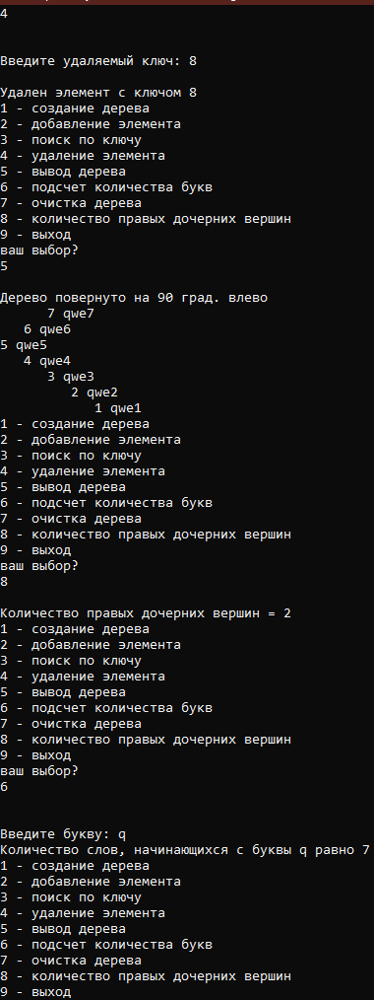 4
Введите удаляемый ключ: 8
Удален элемент с ключом 8
1 - создание дерева
2 - добавление элемента
3 - поиск по ключу
4 - удаление элемента
5 - вывод дерева
6 - подсчет количества букв
7 - очистка дерева
8 - количество правых дочерних вершин
9 - выход
ваш выбор?
5
Дерево повернуто на 90 град. влево
      7 qwe7
   6 qwe6
5 qwe5
   4 qwe4
      3 qwe3
         2 qwe2
            1 qwe1
1 - создание дерева
2 - добавление элемента
3 - поиск по ключу
4 - удаление элемента
5 - вывод дерева
6 - подсчет количества букв
7 - очистка дерева
8 - количество правых дочерних вершин
9 - выход
ваш выбор?
8
Количество правых дочерних вершин = 2
1 - создание дерева
2 - добавление элемента
3 - поиск по ключу
4 - удаление элемента
5 - вывод дерева
6 - подсчет количества букв
7 - очистка дерева
8 - количество правых дочерних вершин
9 - выход
ваш выбор?
6
Введите букву: q
Количество слов, начинающихся с буквы q равно 7
1 - создание дерева
2 - добавление элемента
3 - поиск по ключу
4 - удаление элемента
5 - вывод дерева
6 - подсчет количества букв
7 - очистка дерева
8 - количество правых дочерних вершин
9 - выход